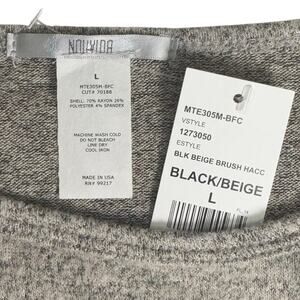 NOUVIDA
L
MTE305M-BFC
CUT# 70188
SHELL: 70% RAYON 26%
POLYESTER 4% SPANDEX
MACHINE WASH COLD
DO NOT BLEACH
LINE DRY
COOL IRON
MADE IN USA
RN# 99217
MTE305M-BFC
VSTYLE
1273050
ESTYLE
BLK BEIGE BRUSH HACC
BLACK/BEIGE
L